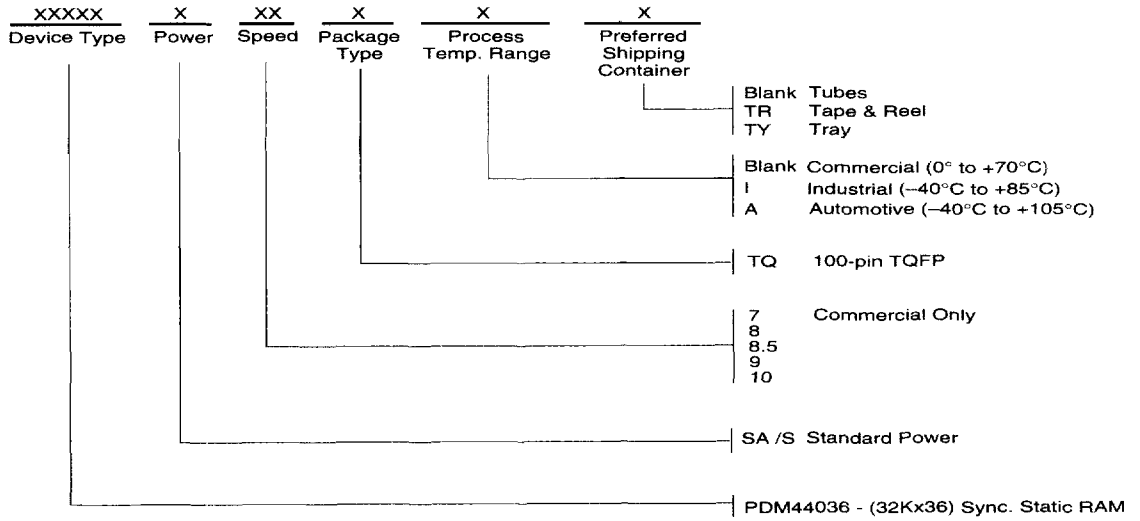 XXXXX X XX X X X
Device Type Power Speed Package Type Process Temp. Range Preferred Shipping Container
Blank Tubes
TR Tape & Reel
TY Tray
Blank Commercial (0° to +70°C)
I Industrial (–40°C to +85°C)
A Automotive (–40°C to +105°C)
TQ 100-pin TQFP
7 Commercial Only
8
8.5
9
10
SA /S Standard Power
PDM44036 - (32Kx36) Sync. Static RAM